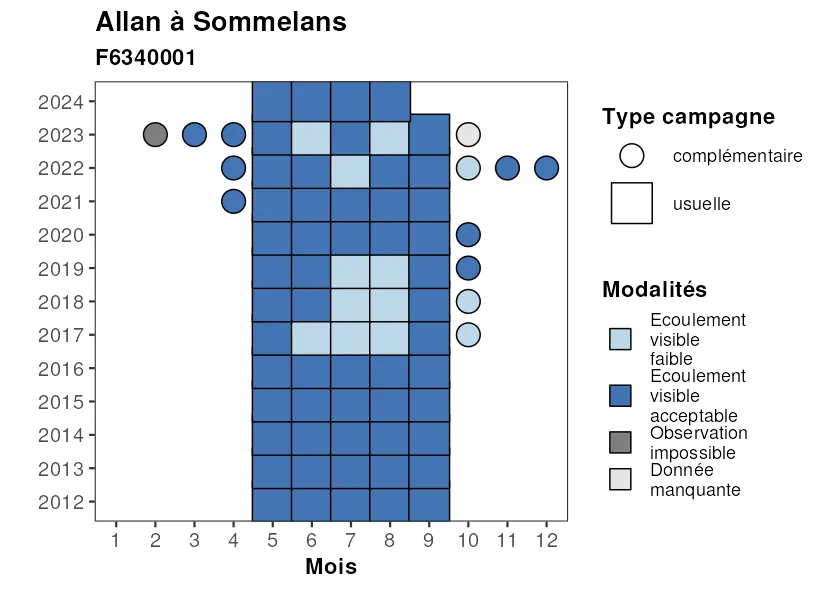 Allan à Sommelans
F6340001
2024
2023
2022
2021
2020
2019
2018
2017
2016
2015
2014
2013
2012
1 2 3 4 5 6 7 8 9 10 11 12
Mois
Type campagne
complémentaire
usuelle
Modalités
Ecoulement
visible
faible
Ecoulement
visible
acceptable
Observation
impossible
Donnée
manquante